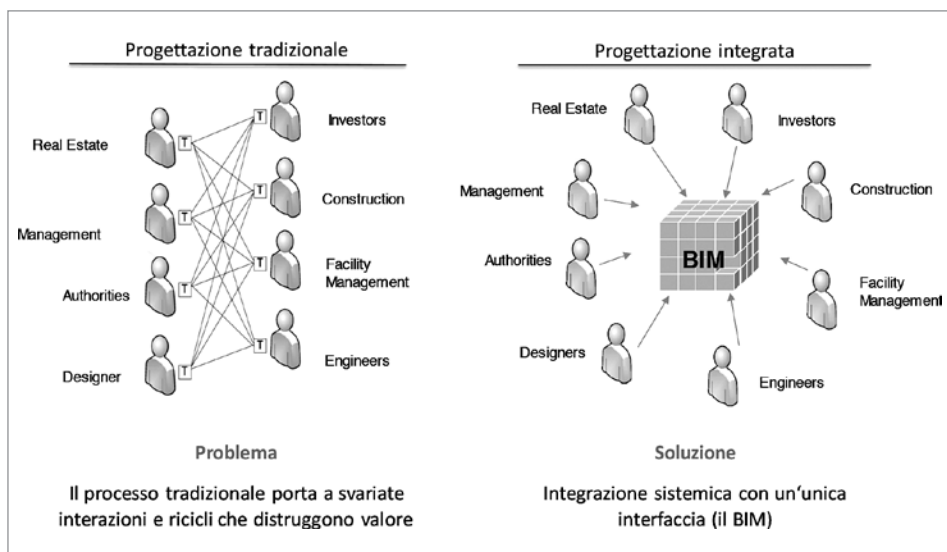 Progettazione tradizionale
Real Estate
Management
Authorities
Designer
T
T
T
T
T
T
T
T
Investors
Construction
Facility
Management
Engineers
Problema
Il processo tradizionale porta a svariate
interazioni e ricicli che distruggono valore
Progettazione integrata
Real Estate
Investors
Management
Construction
Authorities
BIM
Facility
Management
Designers
Engineers
Soluzione
Integrazione sistemica con un‘unica
interfaccia (il BIM)